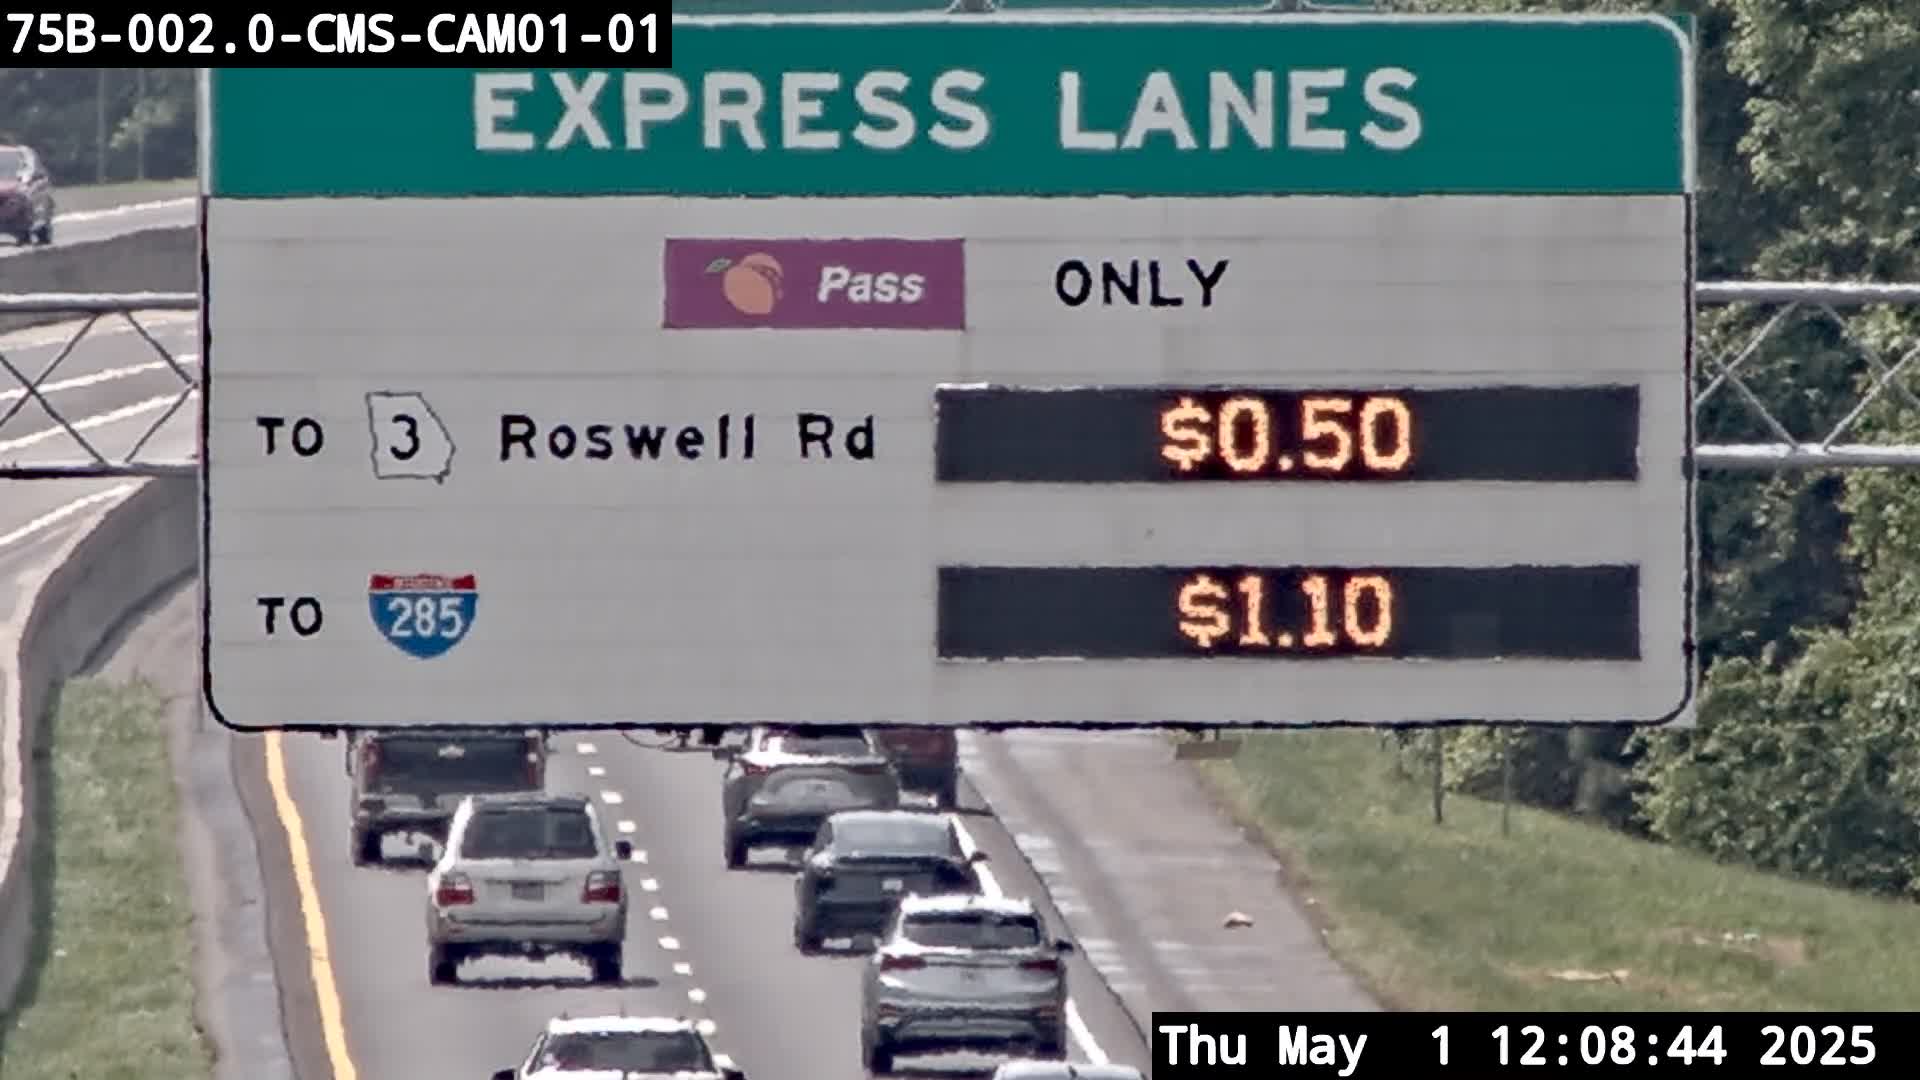 75B-002.0-CMS-CAM01-01
EXPRESS LANES
Pass ONLY
TO 3 Roswell Rd $0.50
TO 285 $1.10
Thu May 1 12:08:44 2025